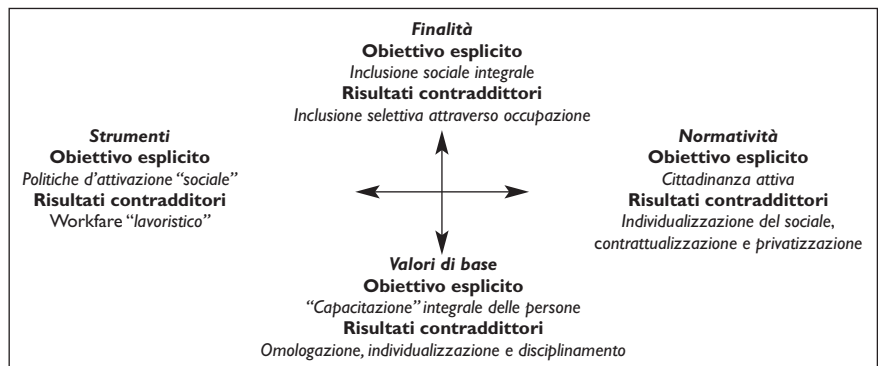 Finalità
Obiettivo esplicito
Inclusione sociale integrale
Risultati contraddittori
Inclusione selettiva attraverso occupazione
Strumenti
Obiettivo esplicito
Politiche d’attivazione “sociale”
Risultati contradditori
Workfare “lavoristico”
Normatività
Obiettivo esplicito
Cittadinanza attiva
Risultati contraddittori
Individualizzazione del sociale,
contrattualizzazione e privatizzazione
Valori di base
Obiettivo esplicito
“Capacitazione” integrale delle persone
Risultati contraddittori
Omologazione, individualizzazione e disciplinamento